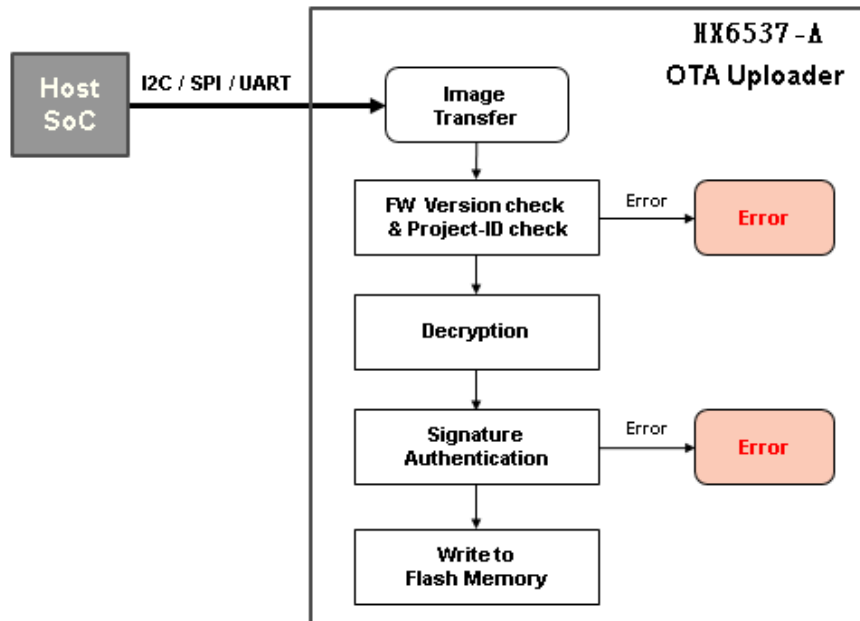 HX6537-A
OTA Uploader
Host
SoC
I2C / SPI / UART
Image
Transfer
FW Version check
& Project-ID check
Error
Error
Decryption
Signature
Authentication
Error
Error
Write to
Flash Memory